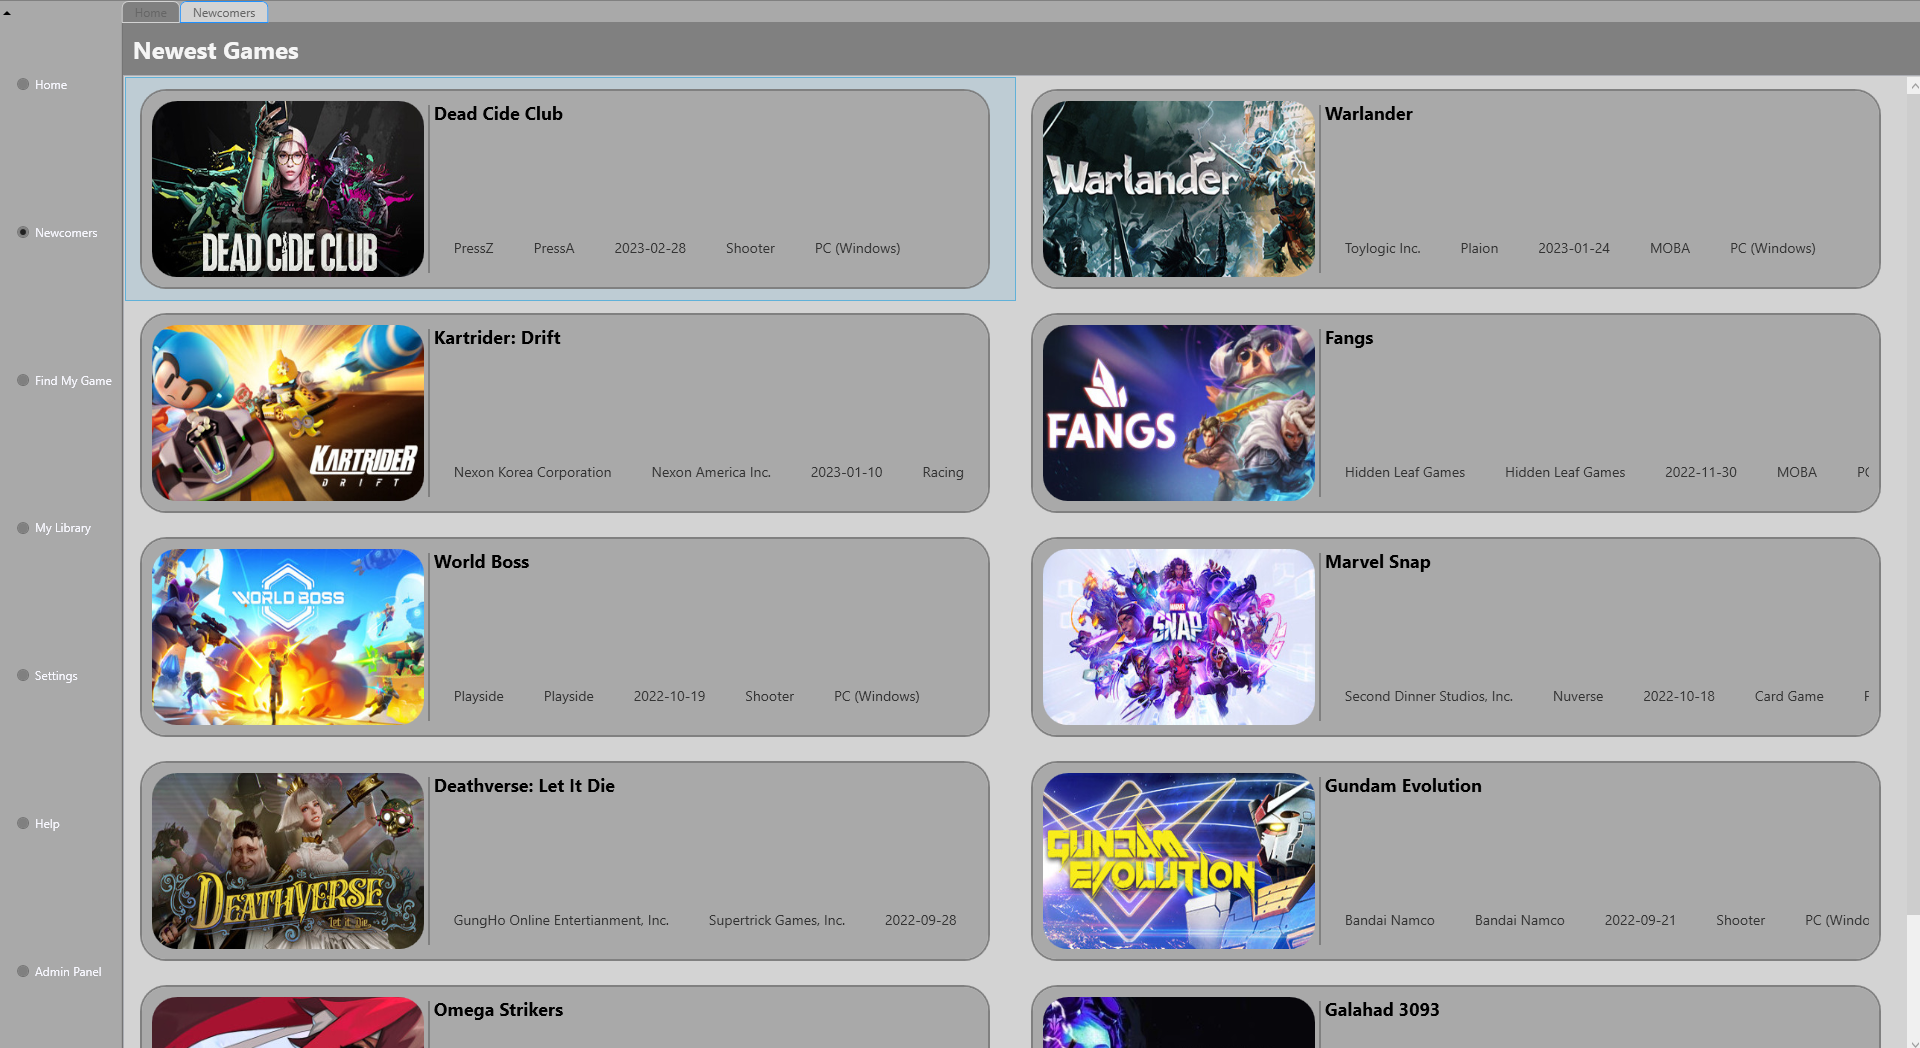 Home
Newcomers
Newest Games
Home
Newcomers
Find My Game
My Library
Settings
Help
Admin Panel
DEAD CIDE CLUB
Dead Cide Club
PressZ PressA 2023-02-28 Shooter PC (Windows)
Warlander
Warlander
Toylogic Inc. Plaion 2023-01-24 MOBA PC (Windows)
KARTRIDER
DRIFT
Kartrider: Drift
Nexon Korea Corporation Nexon America Inc. 2023-01-10 Racing
FANGS
Fangs
Hidden Leaf Games Hidden Leaf Games 2022-11-30 MOBA PC
WORLD BOSS
World Boss
Playside Playside 2022-10-19 Shooter PC (Windows)
MARVEL
SNAP
Marvel Snap
Second Dinner Studios, Inc. Nuverse 2022-10-18 Card Game P
DEATHVERSE
Let it Die
Deathverse: Let It Die
GungHo Online Entertianment, Inc. Supertrick Games, Inc. 2022-09-28
GUNDAM
EVOLUTION
Gundam Evolution
Bandai Namco Bandai Namco 2022-09-21 Shooter PC (Windo
Omega Strikers
Galahad 3093